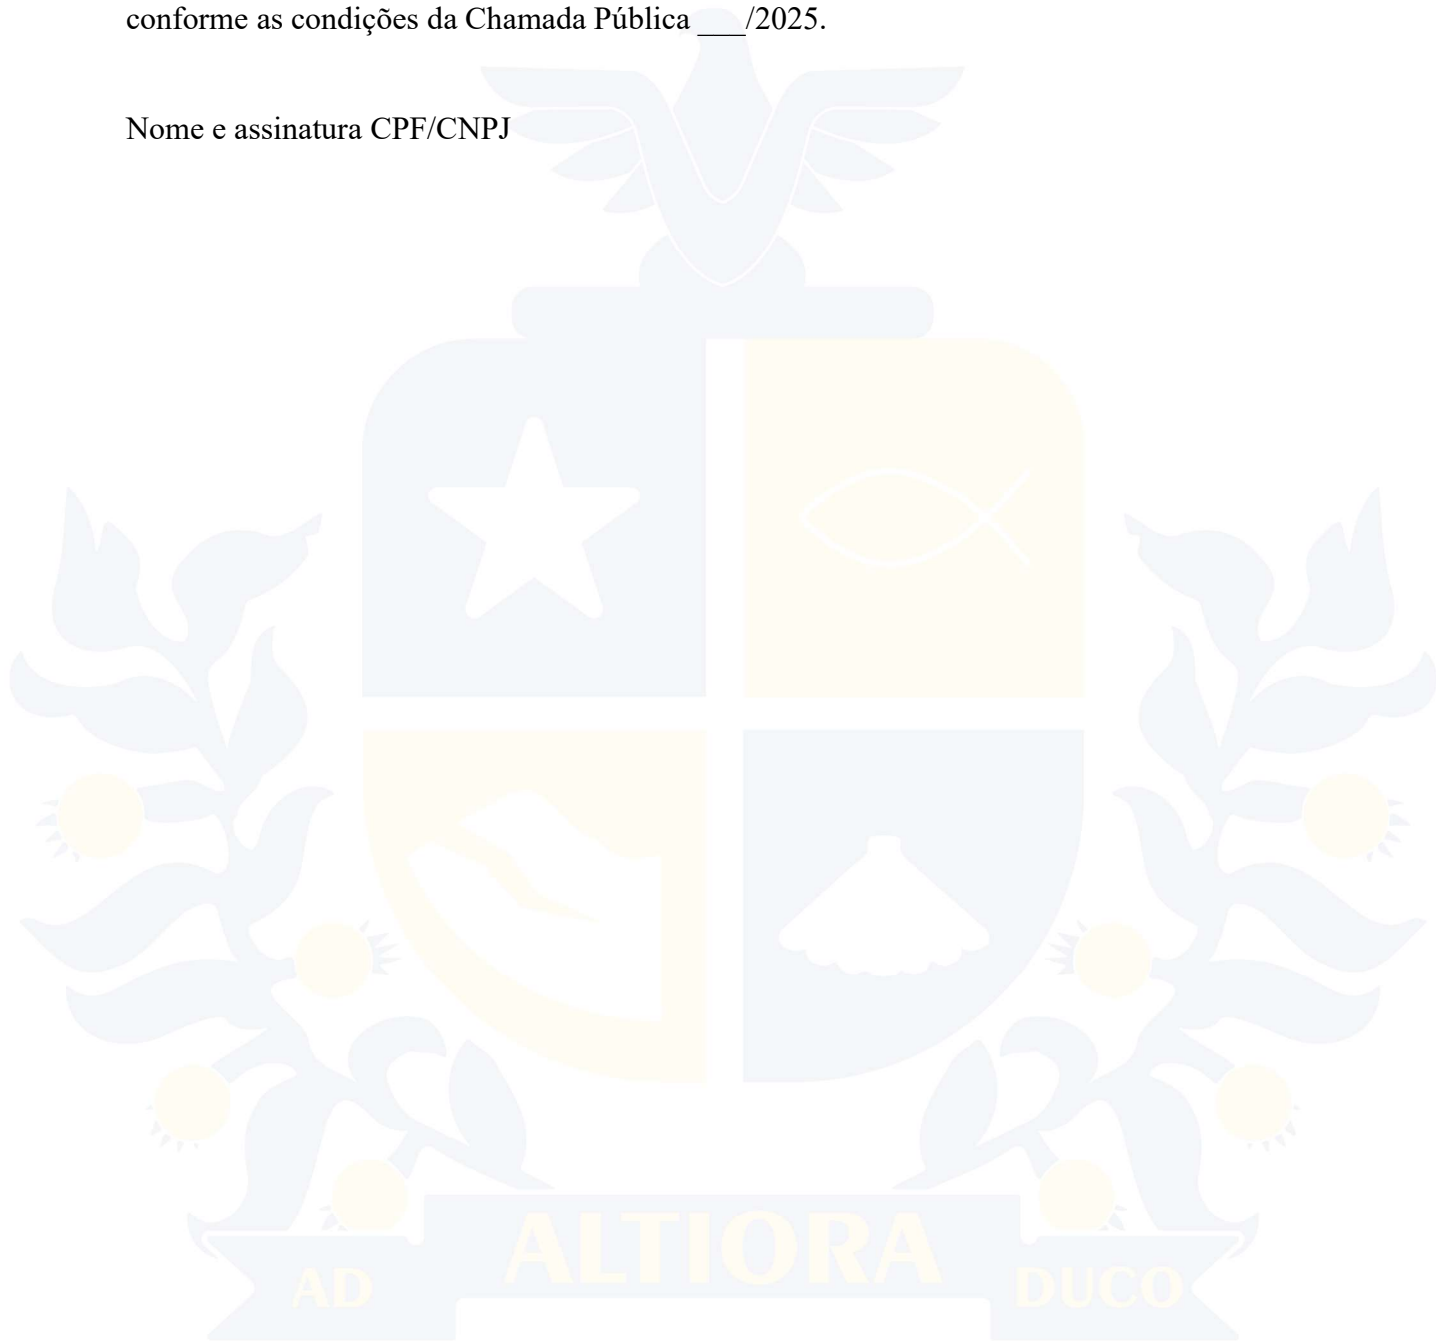 conforme as condições da Chamada Pública ___/2025.
Nome e assinatura CPF/CNPJ
AD ALTIORA DUCO